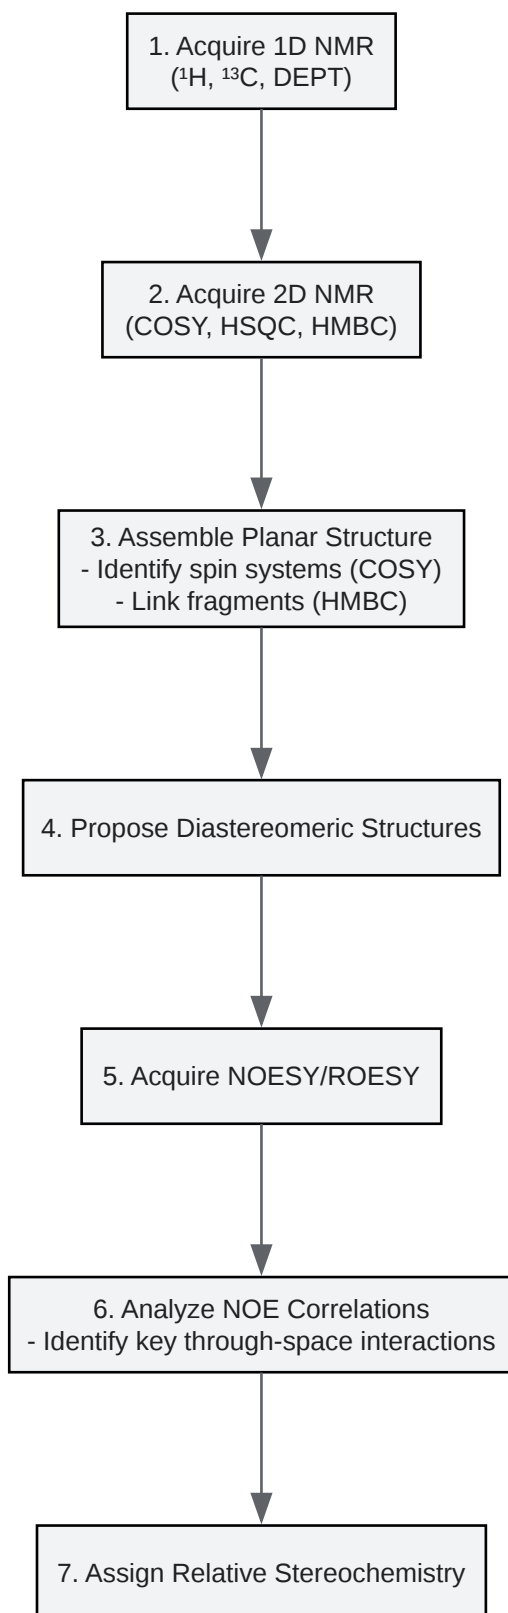 1. Acquire 1D NMR
(¹H, ¹³C, DEPT)
2. Acquire 2D NMR
(COSY, HSQC, HMBC)
3. Assemble Planar Structure
- Identify spin systems (COSY)
- Link fragments (HMBC)
4. Propose Diastereomeric Structures
5. Acquire NOESY/ROESY
6. Analyze NOE Correlations
- Identify key through-space interactions
7. Assign Relative Stereochemistry